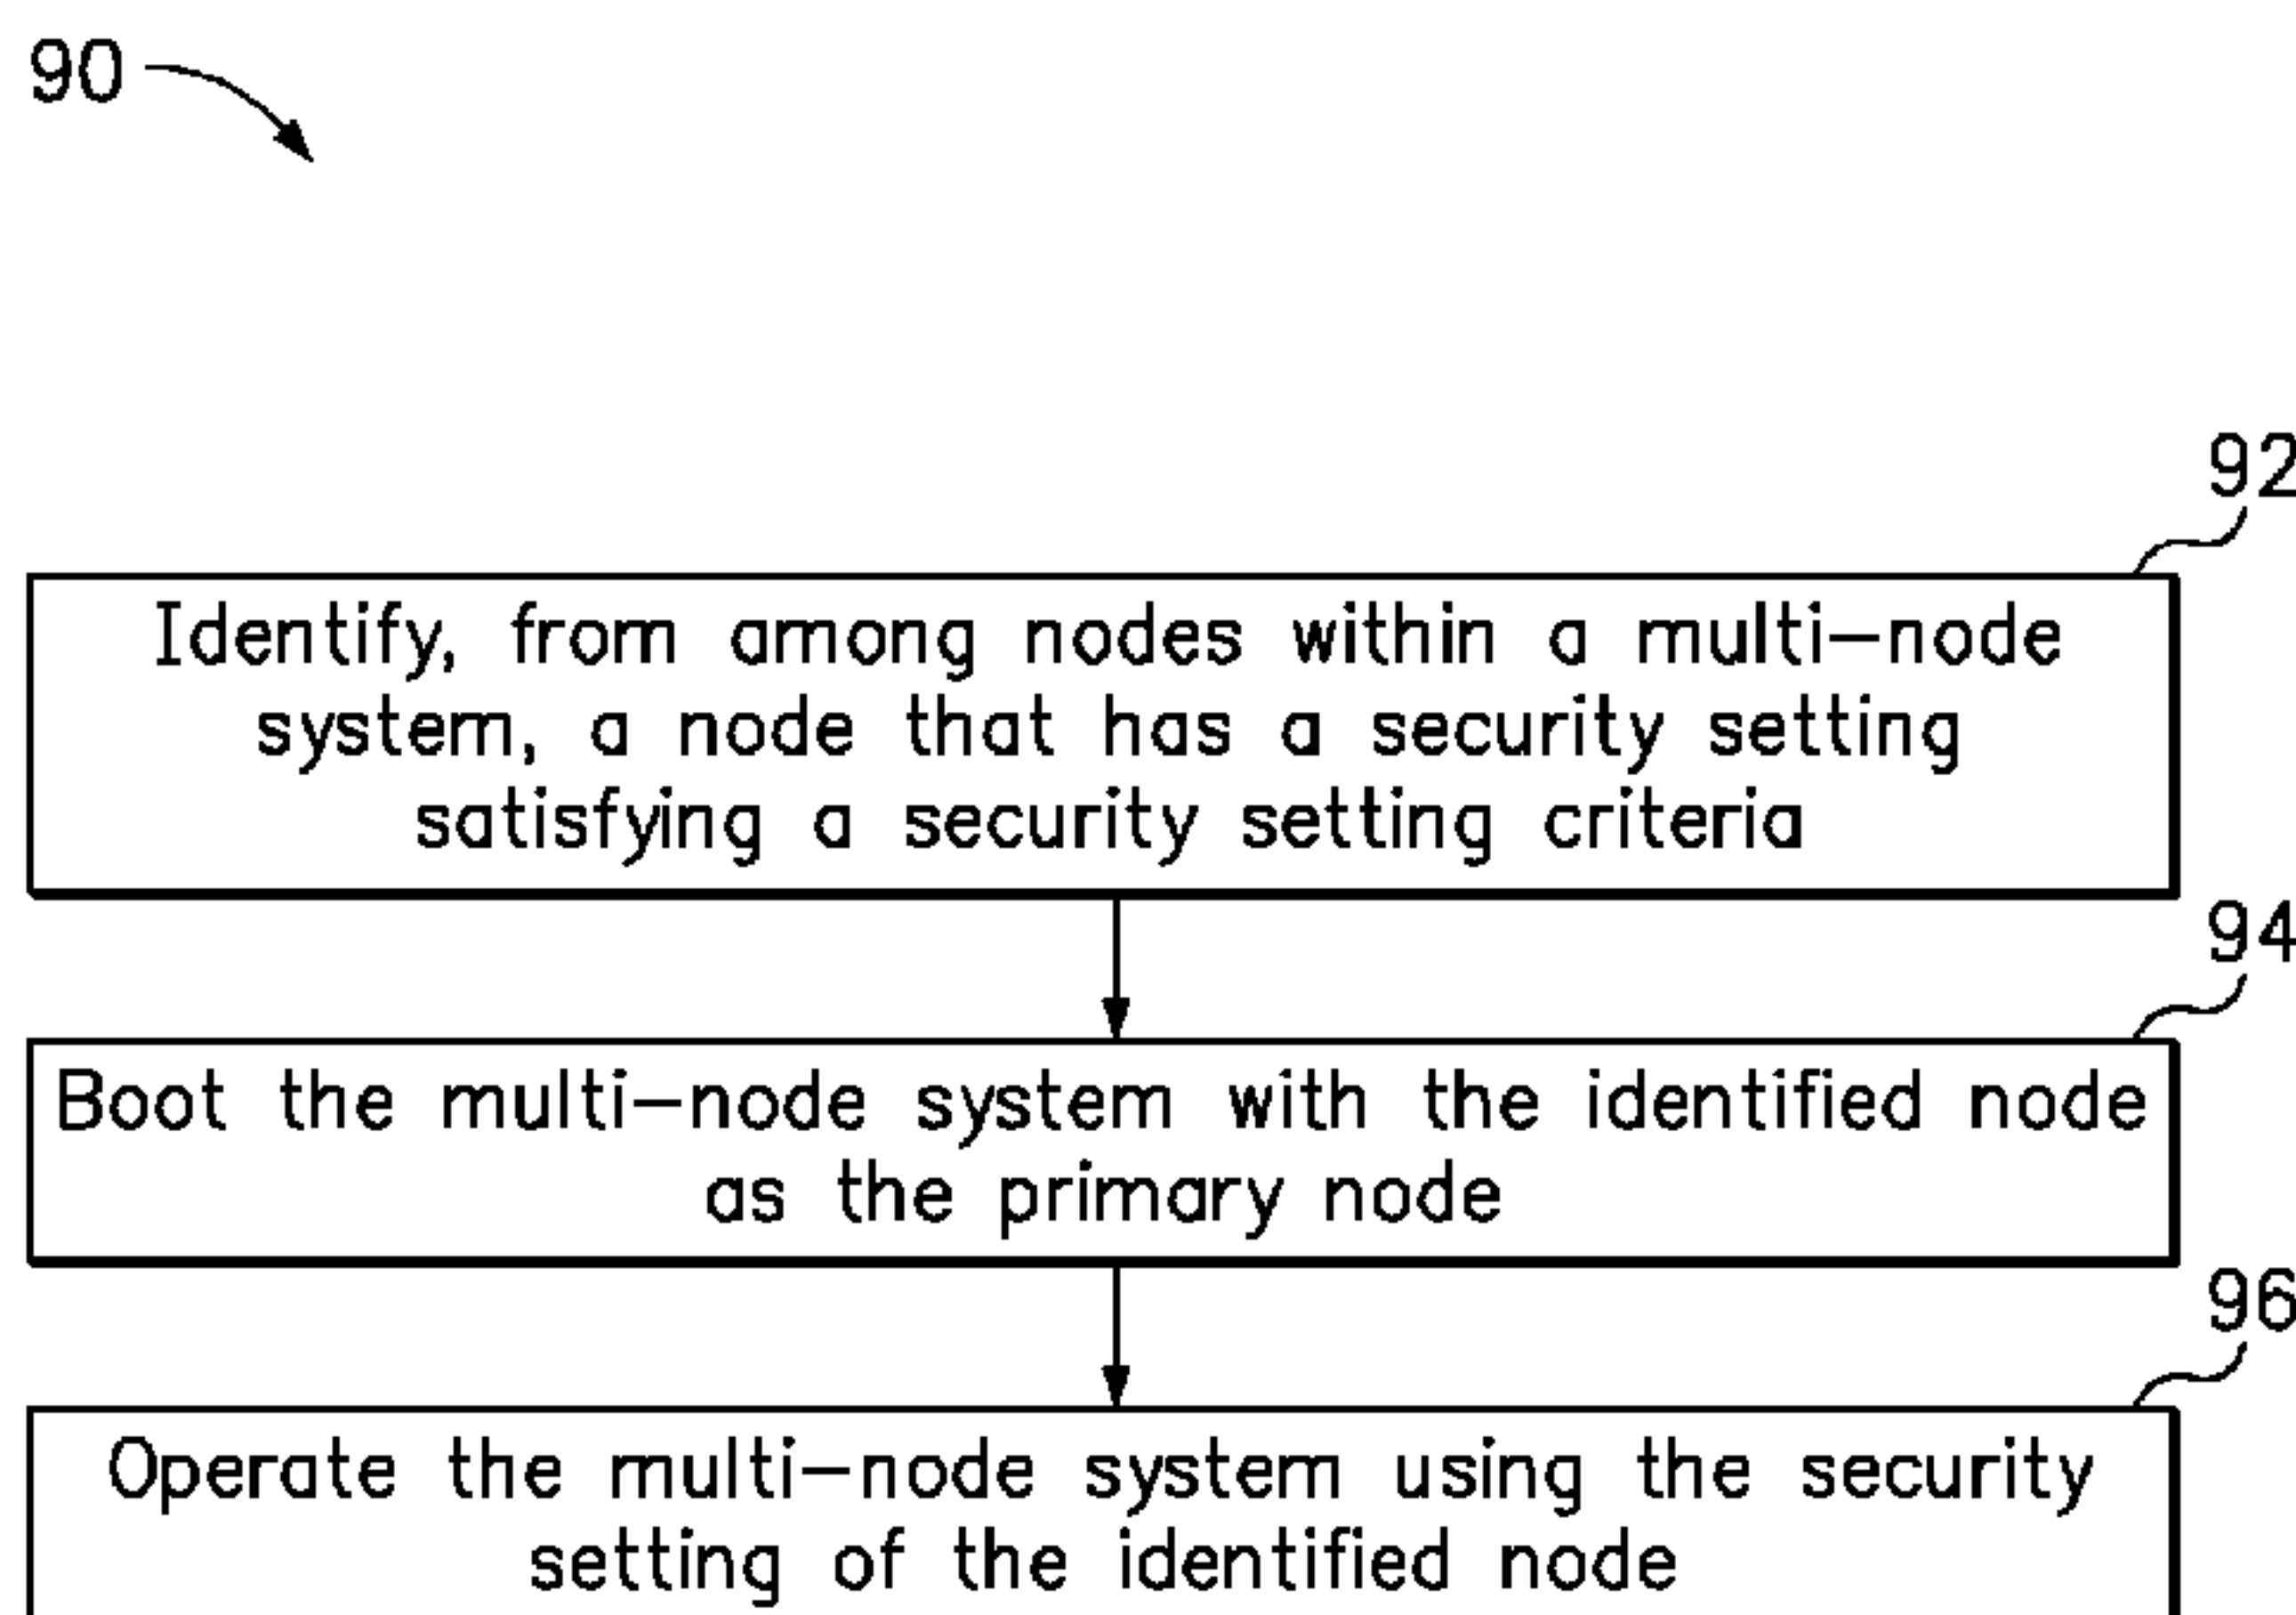 90
92
Identify, from among nodes within a multi-node
system, a node that has a security setting
satisfying a security setting criteria
94
Boot the multi-node system with the identified node
as the primary node
96
Operate the multi-node system using the security
setting of the identified node